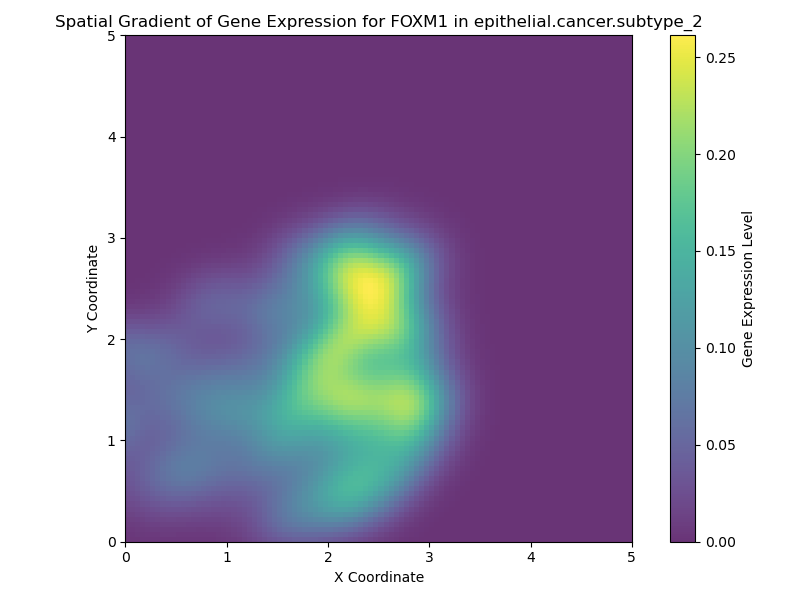 Spatial Gradient of Gene Expression for FOXM1 in epithelial.cancer.subtype_2
5
4
3
2
1
0
Y Coordinate
0 1 2 3 4 5
X Coordinate
0.25
0.20
0.15
0.10
0.05
0.00
Gene Expression Level